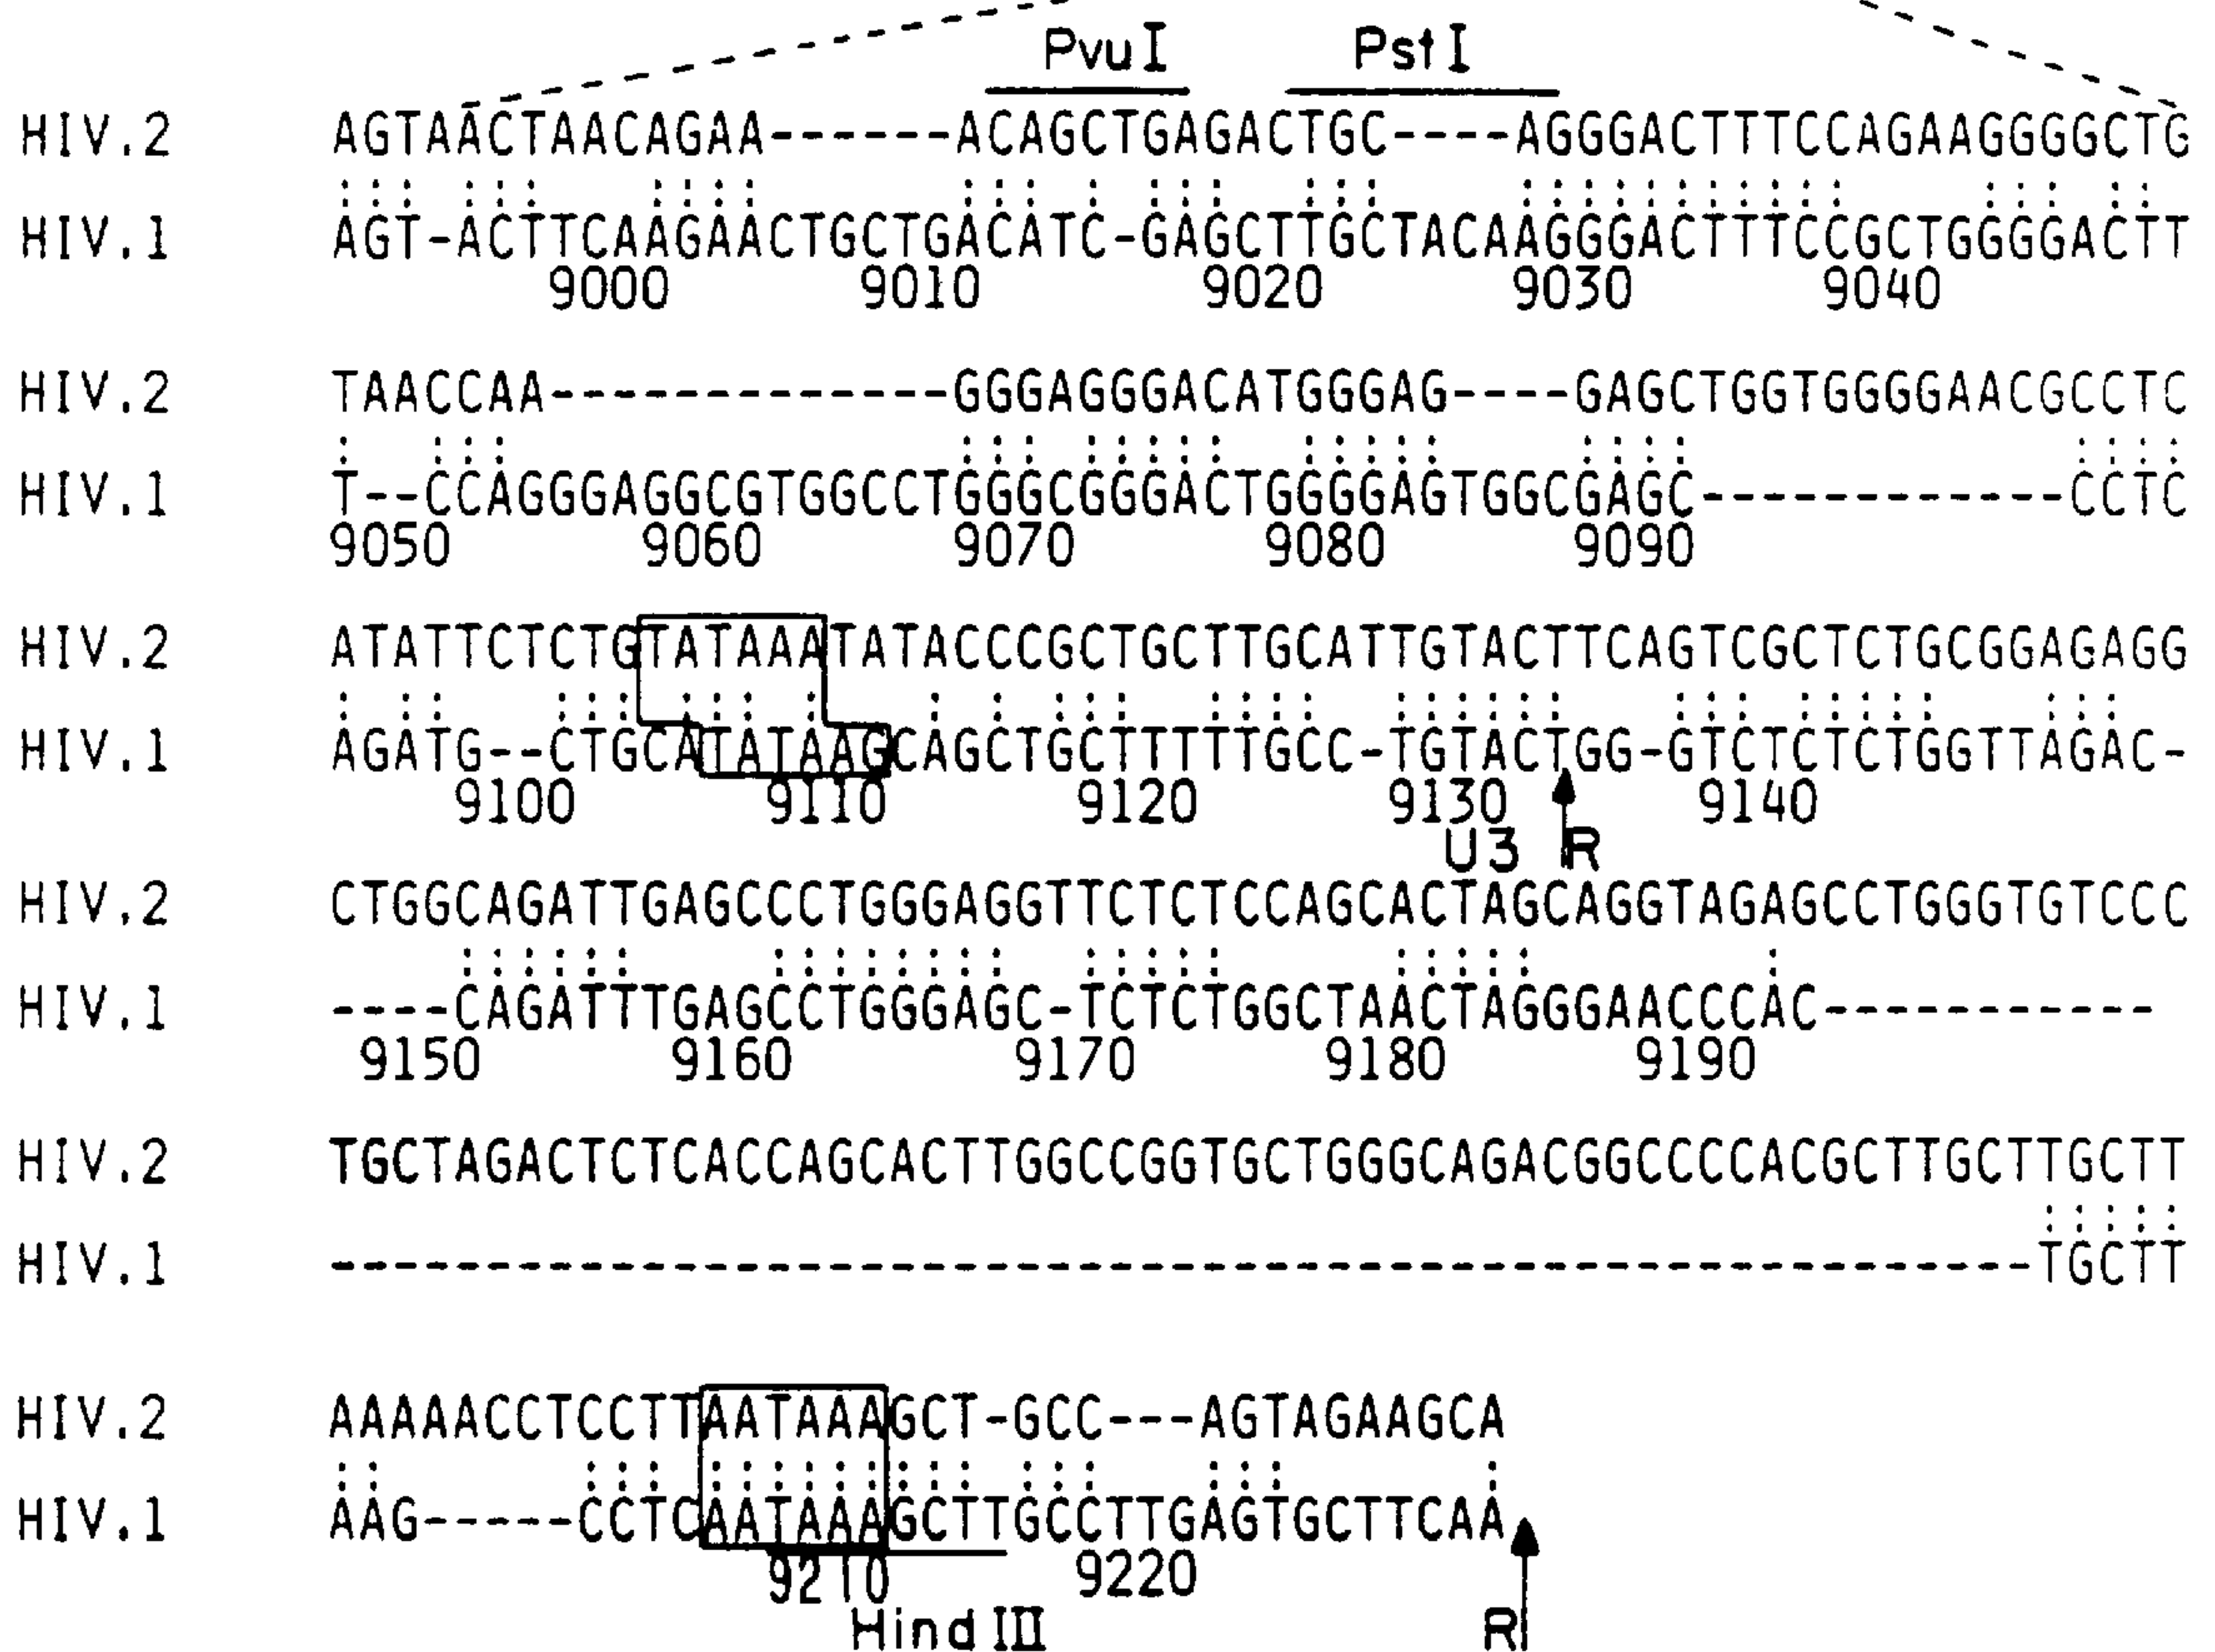 PvuI PstI
HIV.2 AGTAACTAACAGAA------ACAGCTGAGACTGC----AGGGACTTTCCAGAAGGGGCTG
HIV.1 AGT-ACTTCAAGAACTGCTGACATC-GAGCTTGCTACAAGGGACTTTCCGCTGGGGACTT
9000 9010 9020 9030 9040
HIV.2 TAACCAA-------------GGGAGGGACATGGGAG----GAGCTGGTGGGGAACGCCTC
HIV.1 T--CCAGGGAGGCGTGGCCTGGGCGGGACTGGGGAGTGGCGAGC------------CCTC
9050 9060 9070 9080 9090
HIV.2 ATATTCTCTGTATAAATATACCCGCTGCTTGCATTGTACTTCAGTCGCTCTGCGGAGAGG
HIV.1 AGATG--CTGCATATAAGCAGCTGCTTTTTGCC-TGTACTGG-GTCTCTCTGGTTAGAC-
9100 9110 9120 9130 9140
U3 R
HIV.2 CTGGCAGATTGAGCCCTGGGAGGTTCTCTCCAGCACTAGCAGGTAGAGCCTGGGTGTCCC
HIV.1 ----CAGATTTGAGCCTGGGAGC-TCTCTGGCTAACTAGGGAACCCAC-----------
9150 9160 9170 9180 9190
HIV.2 TGCTAGACTCTCACCAGCACTTGGCCGGTGCTGGGCAGACGGCCCCACGCTTGCTTGCTT
HIV.1 -------------------------------------------------------TGCTT
HIV.2 AAAAACCTCCTTAATAAAGCT-GCC---AGTAGAAGCA
HIV.1 AAG-----CCTCAATAAAGCTTGCCTTGAGTGCTTCAA
9210 9220
Hind III R